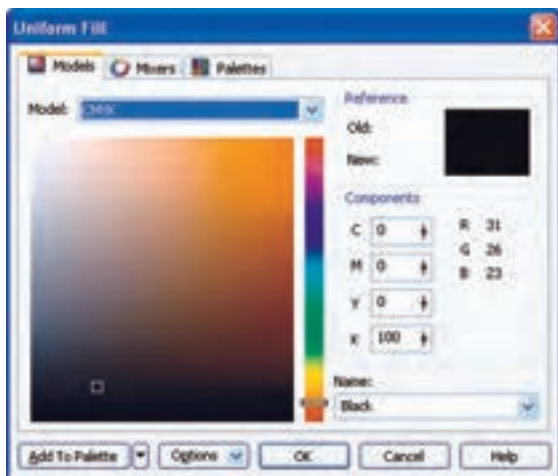 Uniform Fill
Models Mixers Palettes
Model: CMYK
Reference
Old:
New:
Components
C 0 R 31
M 0 G 26
Y 0 B 23
K 100
Name:
Black
Add To Palette Options OK Cancel Help